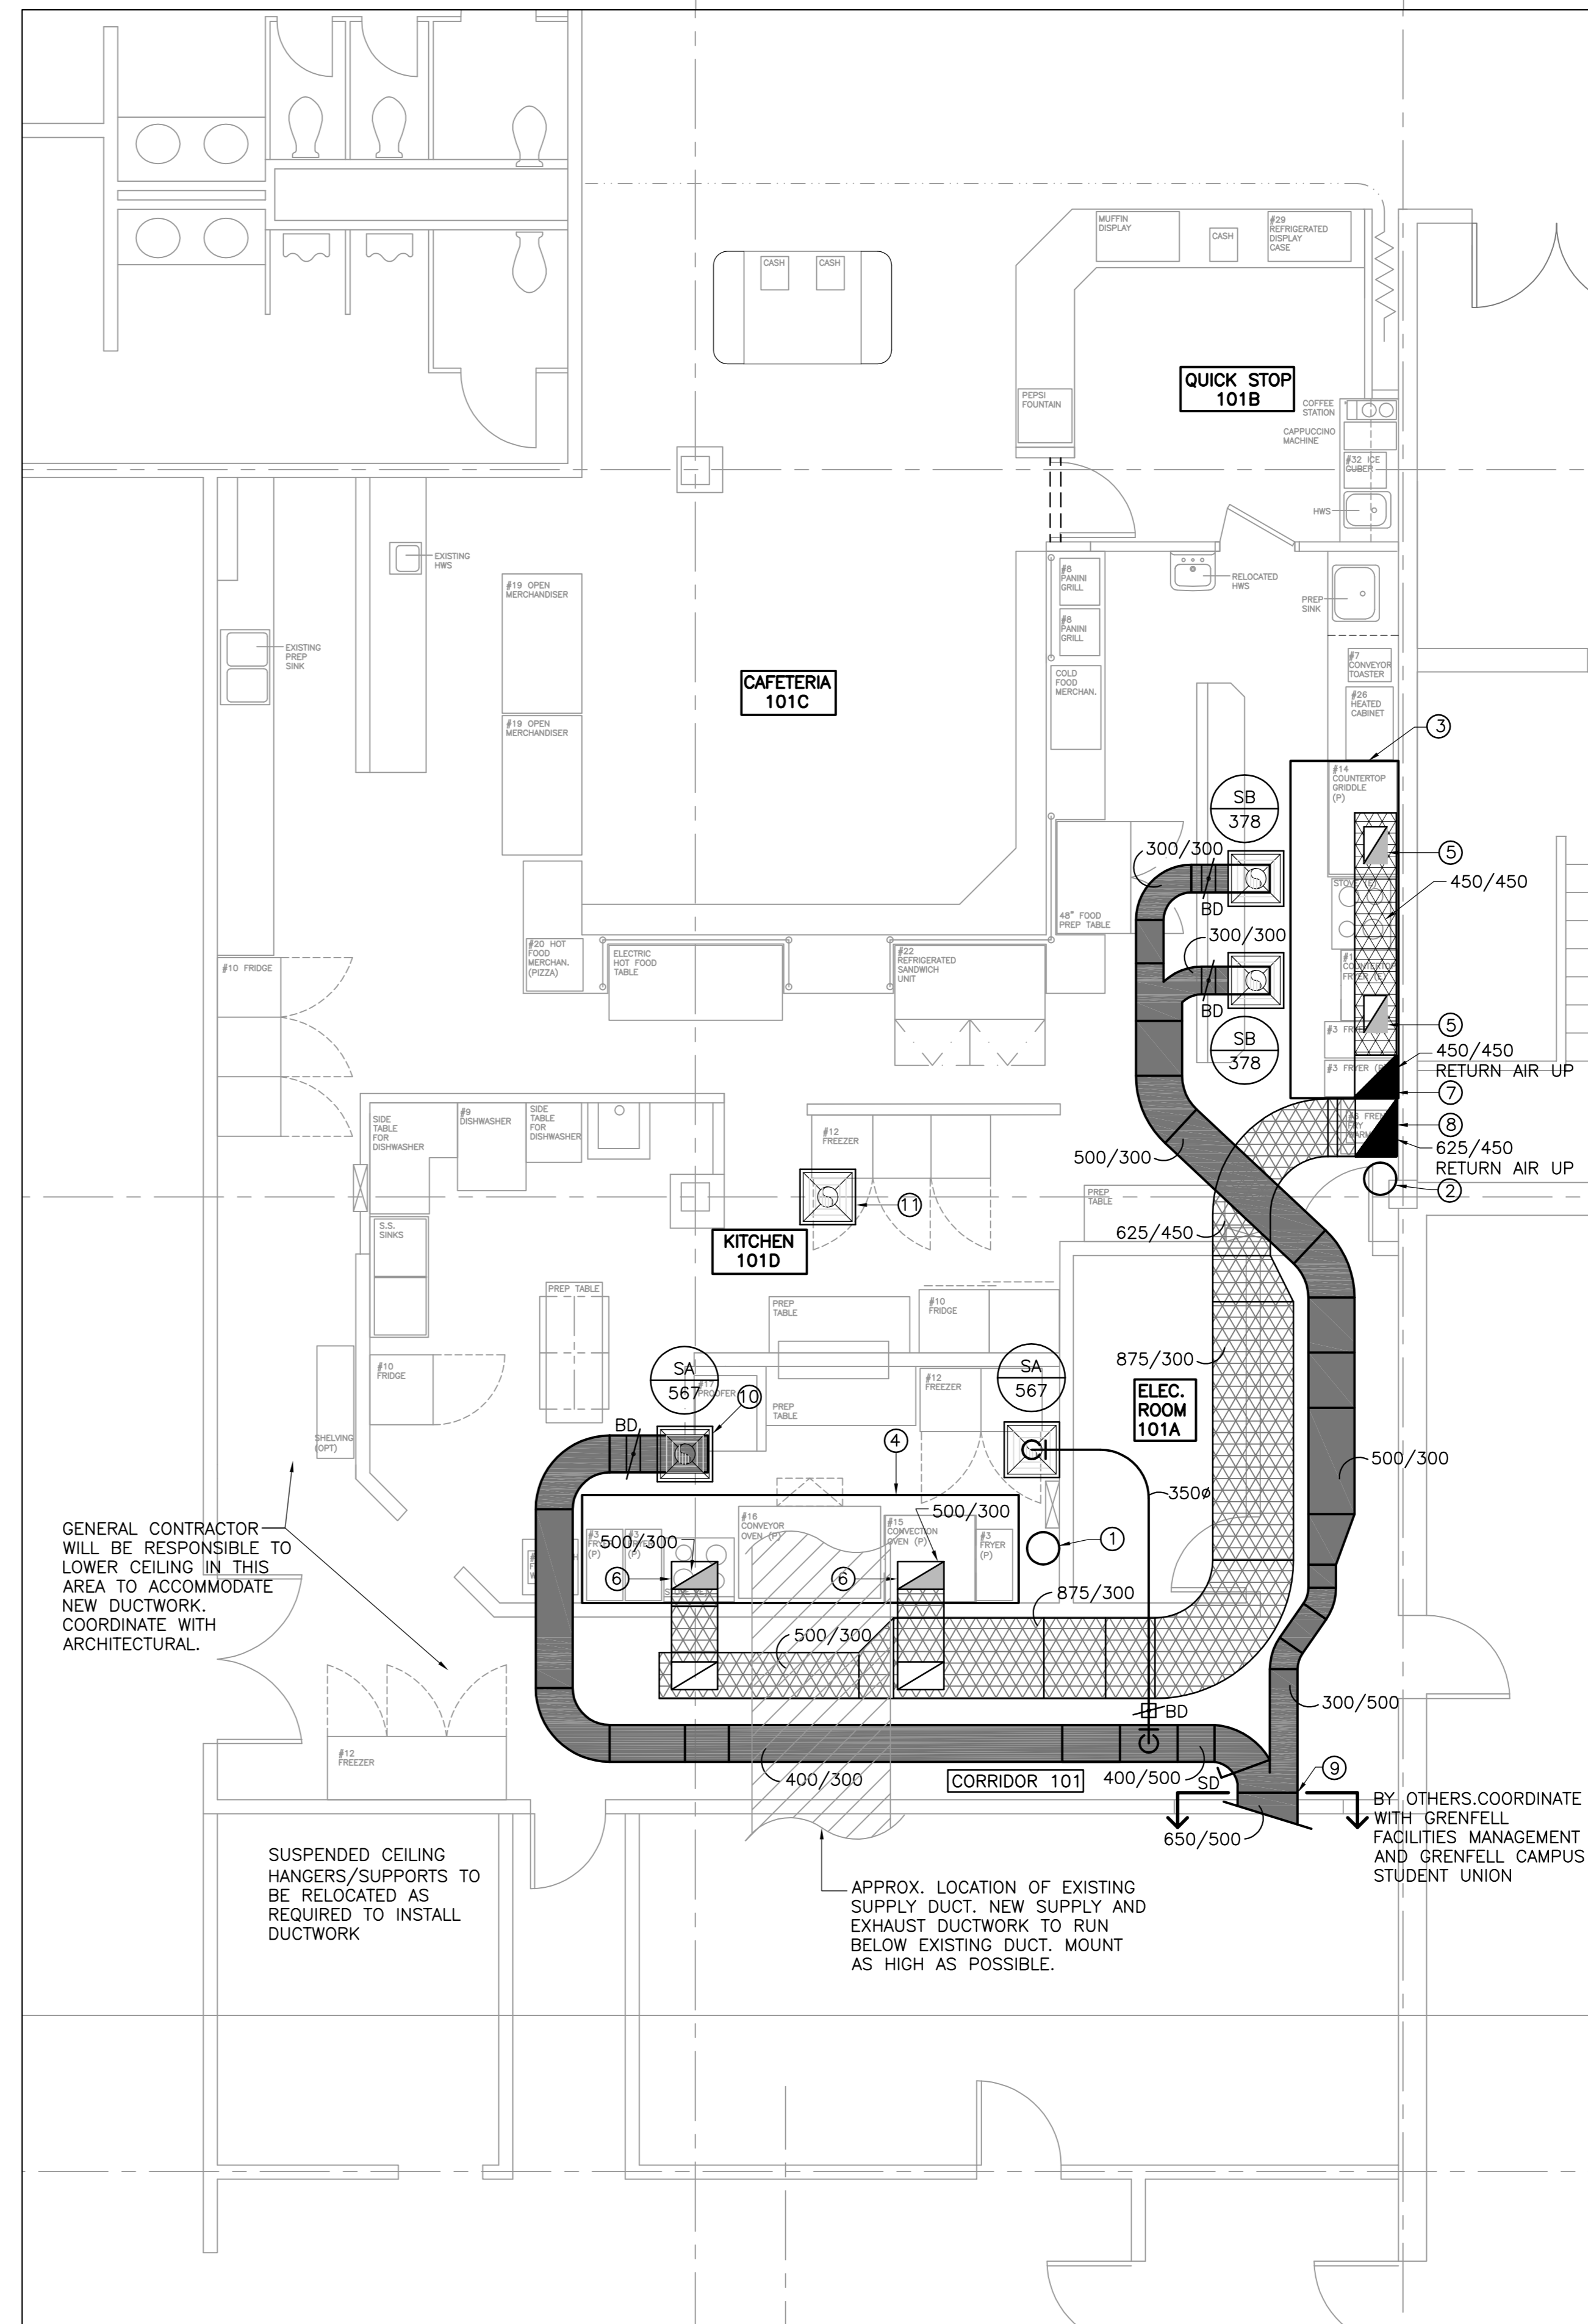 MUFFIN
DISPLAY
CASH
#29
REFRIGERATED
DISPLAY
CASE
CASH
CASH
QUICK STOP
101B
PEPSI
FOUNTAIN
COFFEE
STATION
CAPPUCCINO
MACHINE
#32 ICE
CUBER
HWS
EXISTING
HWS
#19 OPEN
MERCHANDISER
#8
PANINI
GRILL
RELOCATED
HWS
PREP
SINK
#8
PANINI
GRILL
EXISTING
PREP
SINK
#7
CONVEYOR
TOASTER
CAFETERIA
101C
COLD
FOOD
MERCHAN.
#26
HEATED
CABINET
#19 OPEN
MERCHANDISER
3
#14
COUNTERTOP
GRIDDLE
(P)
SB
378
300/300
5
450/450
BD
48" FOOD
PREP TABLE
300/300
#20 HOT
FOOD
MERCHAN.
(PIZZA)
ELECTRIC
HOT FOOD
TABLE
#22
REFRIGERATED
SANDWICH
UNIT
#10 FRIDGE
BD
5
SB
378
450/450
RETURN AIR UP
#3 FRYER (P)
7
SIDE
TABLE
FOR
DISHWASHER
#9
DISHWASHER
SIDE
TABLE
FOR
DISHWASHER
#12
FREEZER
8
625/450
RETURN AIR UP
500/300
2
PREP
TABLE
11
S.S.
SINKS
KITCHEN
101D
625/450
PREP TABLE
PREP
TABLE
#10
FRIDGE
#10
FRIDGE
SA
567
#17
PROOFER
10
SA
567
#12
FREEZER
875/300
ELEC.
ROOM
101A
PREP
TABLE
BD
4
SHELVING
(OPT)
500/300
350ø
GENERAL CONTRACTOR
WILL BE RESPONSIBLE TO
LOWER CEILING IN THIS
AREA TO ACCOMMODATE
NEW DUCTWORK.
COORDINATE WITH
ARCHITECTURAL.
#16
CONVEYOR
OVEN (P)
#15
CONVECTION
OVEN (P)
500/300
#3
FRYER
(P)
1
500/300
6
6
875/300
500/300
300/500
BD
#12
FREEZER
400/300
CORRIDOR 101
400/500
SD
9
650/500
BY OTHERS.COORDINATE
WITH GRENFELL
FACILITIES MANAGEMENT
AND GRENFELL CAMPUS
STUDENT UNION
SUSPENDED CEILING
HANGERS/SUPPORTS TO
BE RELOCATED AS
REQUIRED TO INSTALL
DUCTWORK
APPROX. LOCATION OF EXISTING
SUPPLY DUCT. NEW SUPPLY AND
EXHAUST DUCTWORK TO RUN
BELOW EXISTING DUCT. MOUNT
AS HIGH AS POSSIBLE.